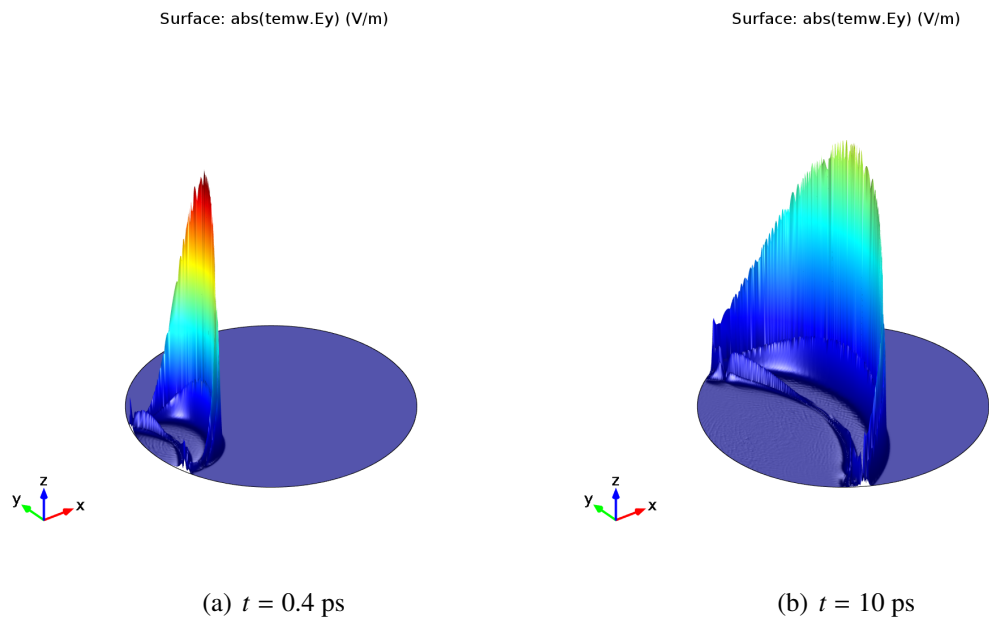 Surface: abs(temw.Ey) (V/m)
Surface: abs(temw.Ey) (V/m)
z
y
x
z
y
x
(a) t = 0.4 ps
(b) t = 10 ps